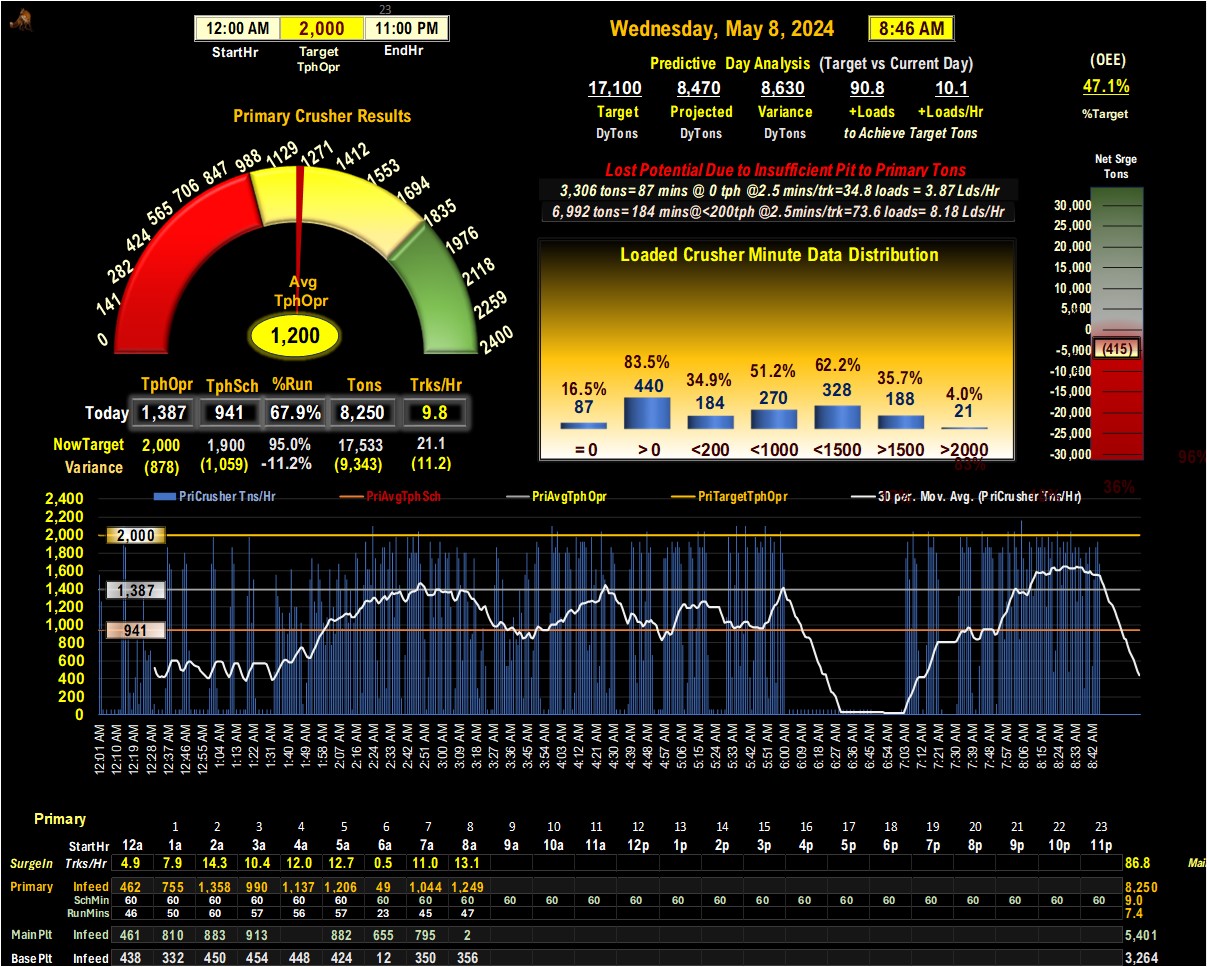 23
12:00 AM 2,000 11:00 PM
StartHr Target TphOpr EndHr
Wednesday, May 8, 2024 8:46 AM
Predictive Day Analysis (Target vs Current Day)
17,100 8,470 8,630 90.8 10.1
Target Projected Variance +Loads +Loads/Hr
DyTons DyTons DyTons to Achieve Target Tons
(OEE)
47.1%
%Target
Primary Crusher Results
0 141 282 424 565 706 847 988 1129 1271 1412 1553 1694 1835 1976 2118 2259 2400
Avg
TphOpr
1,200
Lost Potential Due to Insufficient Pit to Primary Tons
3,306 tons=87 mins @ 0 tph @2.5 mins/trk=34.8 loads = 3.87 Lds/Hr
6,992 tons= 184 mins@<200tph @2.5mins/trk=73.6 loads= 8.18 Lds/Hr
Loaded Crusher Minute Data Distribution
16.5% 83.5% 34.9% 51.2% 62.2% 35.7% 4.0%
87 440 184 270 328 188 21
= 0 > 0 <200 <1000 <1500 >1500 >2000
83%
Net Srge
Tons
30,000
25,000
20,000
15,000
10,000
5,000
0
-5,000 (415)
-10,000
-15,000
-20,000
-25,000
-30,000
96%
36%
TphOpr TphSch %Run Tons Trks/Hr
Today 1,387 941 67.9% 8,250 9.8
NowTarget 2,000 1,900 95.0% 17,533 21.1
Variance (878) (1,059) -11.2% (9,343) (11.2)
PriCrusher Tns/Hr PriAvgTphSch PriAvgTphOpr PriTargetTphOpr 30 per. Mov. Avg. (PriCrusher Tns/Hr)
2,400
2,200
2,000 2,000
1,800
1,600
1,400 1,387
1,200
1,000 941
800
600
400
200
0
12:01 AM 12:10 AM 12:19 AM 12:28 AM 12:37 AM 12:46 AM 12:55 AM 1:04 AM 1:13 AM 1:22 AM 1:31 AM 1:40 AM 1:49 AM 1:58 AM 2:07 AM 2:16 AM 2:24 AM 2:33 AM 2:42 AM 2:51 AM 3:00 AM 3:09 AM 3:18 AM 3:27 AM 3:36 AM 3:45 AM 3:54 AM 4:03 AM 4:12 AM 4:21 AM 4:30 AM 4:39 AM 4:48 AM 4:57 AM 5:06 AM 5:15 AM 5:24 AM 5:33 AM 5:42 AM 5:51 AM 6:00 AM 6:09 AM 6:18 AM 6:27 AM 6:36 AM 6:45 AM 6:54 AM 7:03 AM 7:12 AM 7:21 AM 7:30 AM 7:39 AM 7:48 AM 7:57 AM 8:06 AM 8:15 AM 8:24 AM 8:33 AM 8:42 AM
Primary
1 2 3 4 5 6 7 8 9 10 11 12 13 14 15 16 17 18 19 20 21 22 23
StartHr 12a 1a 2a 3a 4a 5a 6a 7a 8a 9a 10a 11a 12p 1p 2p 3p 4p 5p 6p 7p 8p 9p 10p 11p
SurgeIn Trks/Hr 4.9 7.9 14.3 10.4 12.0 12.7 0.5 11.0 13.1 86.8
Primary Infeed 462 755 1,358 990 1,137 1,206 49 1,044 1,249 8,250
SchMin 60 60 60 60 60 60 60 60 60 60 60 60 60 60 60 60 60 60 60 60 60 60 60 60 9.0
RunMins 46 50 60 57 56 57 23 45 47 7.4
MainPlt Infeed 461 810 883 913 882 655 795 2 5,401
BasePlt Infeed 438 332 450 454 448 424 12 350 356 3,264